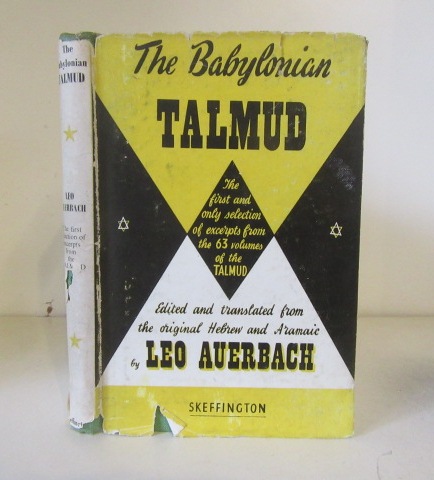 The Babylonian
TALMUD
The
first and
only selection
of excerpts from
the 63 volumes
of the
TALMUD
Edited and translated from
the original Hebrew and Aramaic
by LEO AUERBACH
SKEFFINGTON
The
Babylonian
TALMUD
LEO
AUERBACH
The first
of
excerpts
from
the